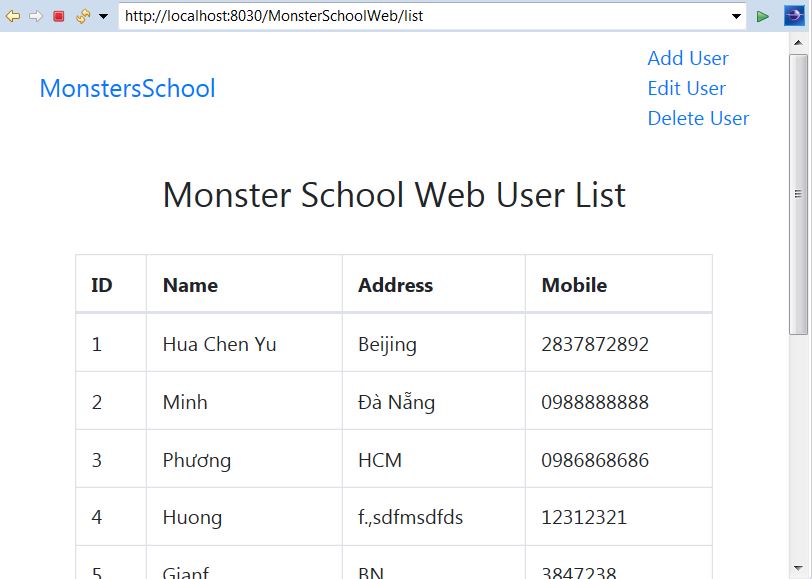 http://localhost:8030/MonsterSchoolWeb/list
MonstersSchool
Add User
Edit User
Delete User
Monster School Web User List
ID Name Address Mobile
1 Hua Chen Yu Beijing 2837872892
2 Minh Đà Nẵng 0988888888
3 Phương HCM 0986868686
4 Huong f.,sdfmsdfds 12312321
5 Gianf BN 3847238